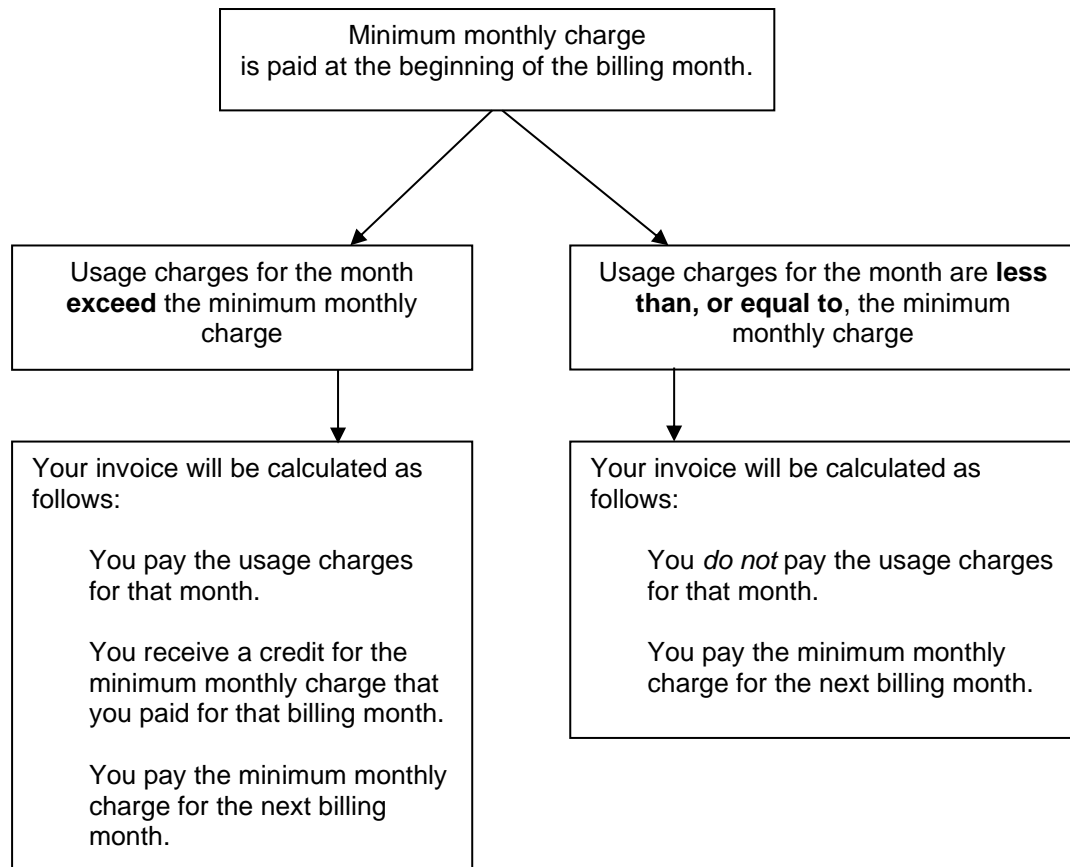 Minimum monthly charge
is paid at the beginning of the billing month.
Usage charges for the month
exceed the minimum monthly
charge
Usage charges for the month are less
than, or equal to, the minimum
monthly charge
Your invoice will be calculated as
follows:
You pay the usage charges
for that month.
You receive a credit for the
minimum monthly charge that
you paid for that billing month.
You pay the minimum monthly
charge for the next billing
month.
Your invoice will be calculated as
follows:
You do not pay the usage charges
for that month.
You pay the minimum monthly
charge for the next billing month.